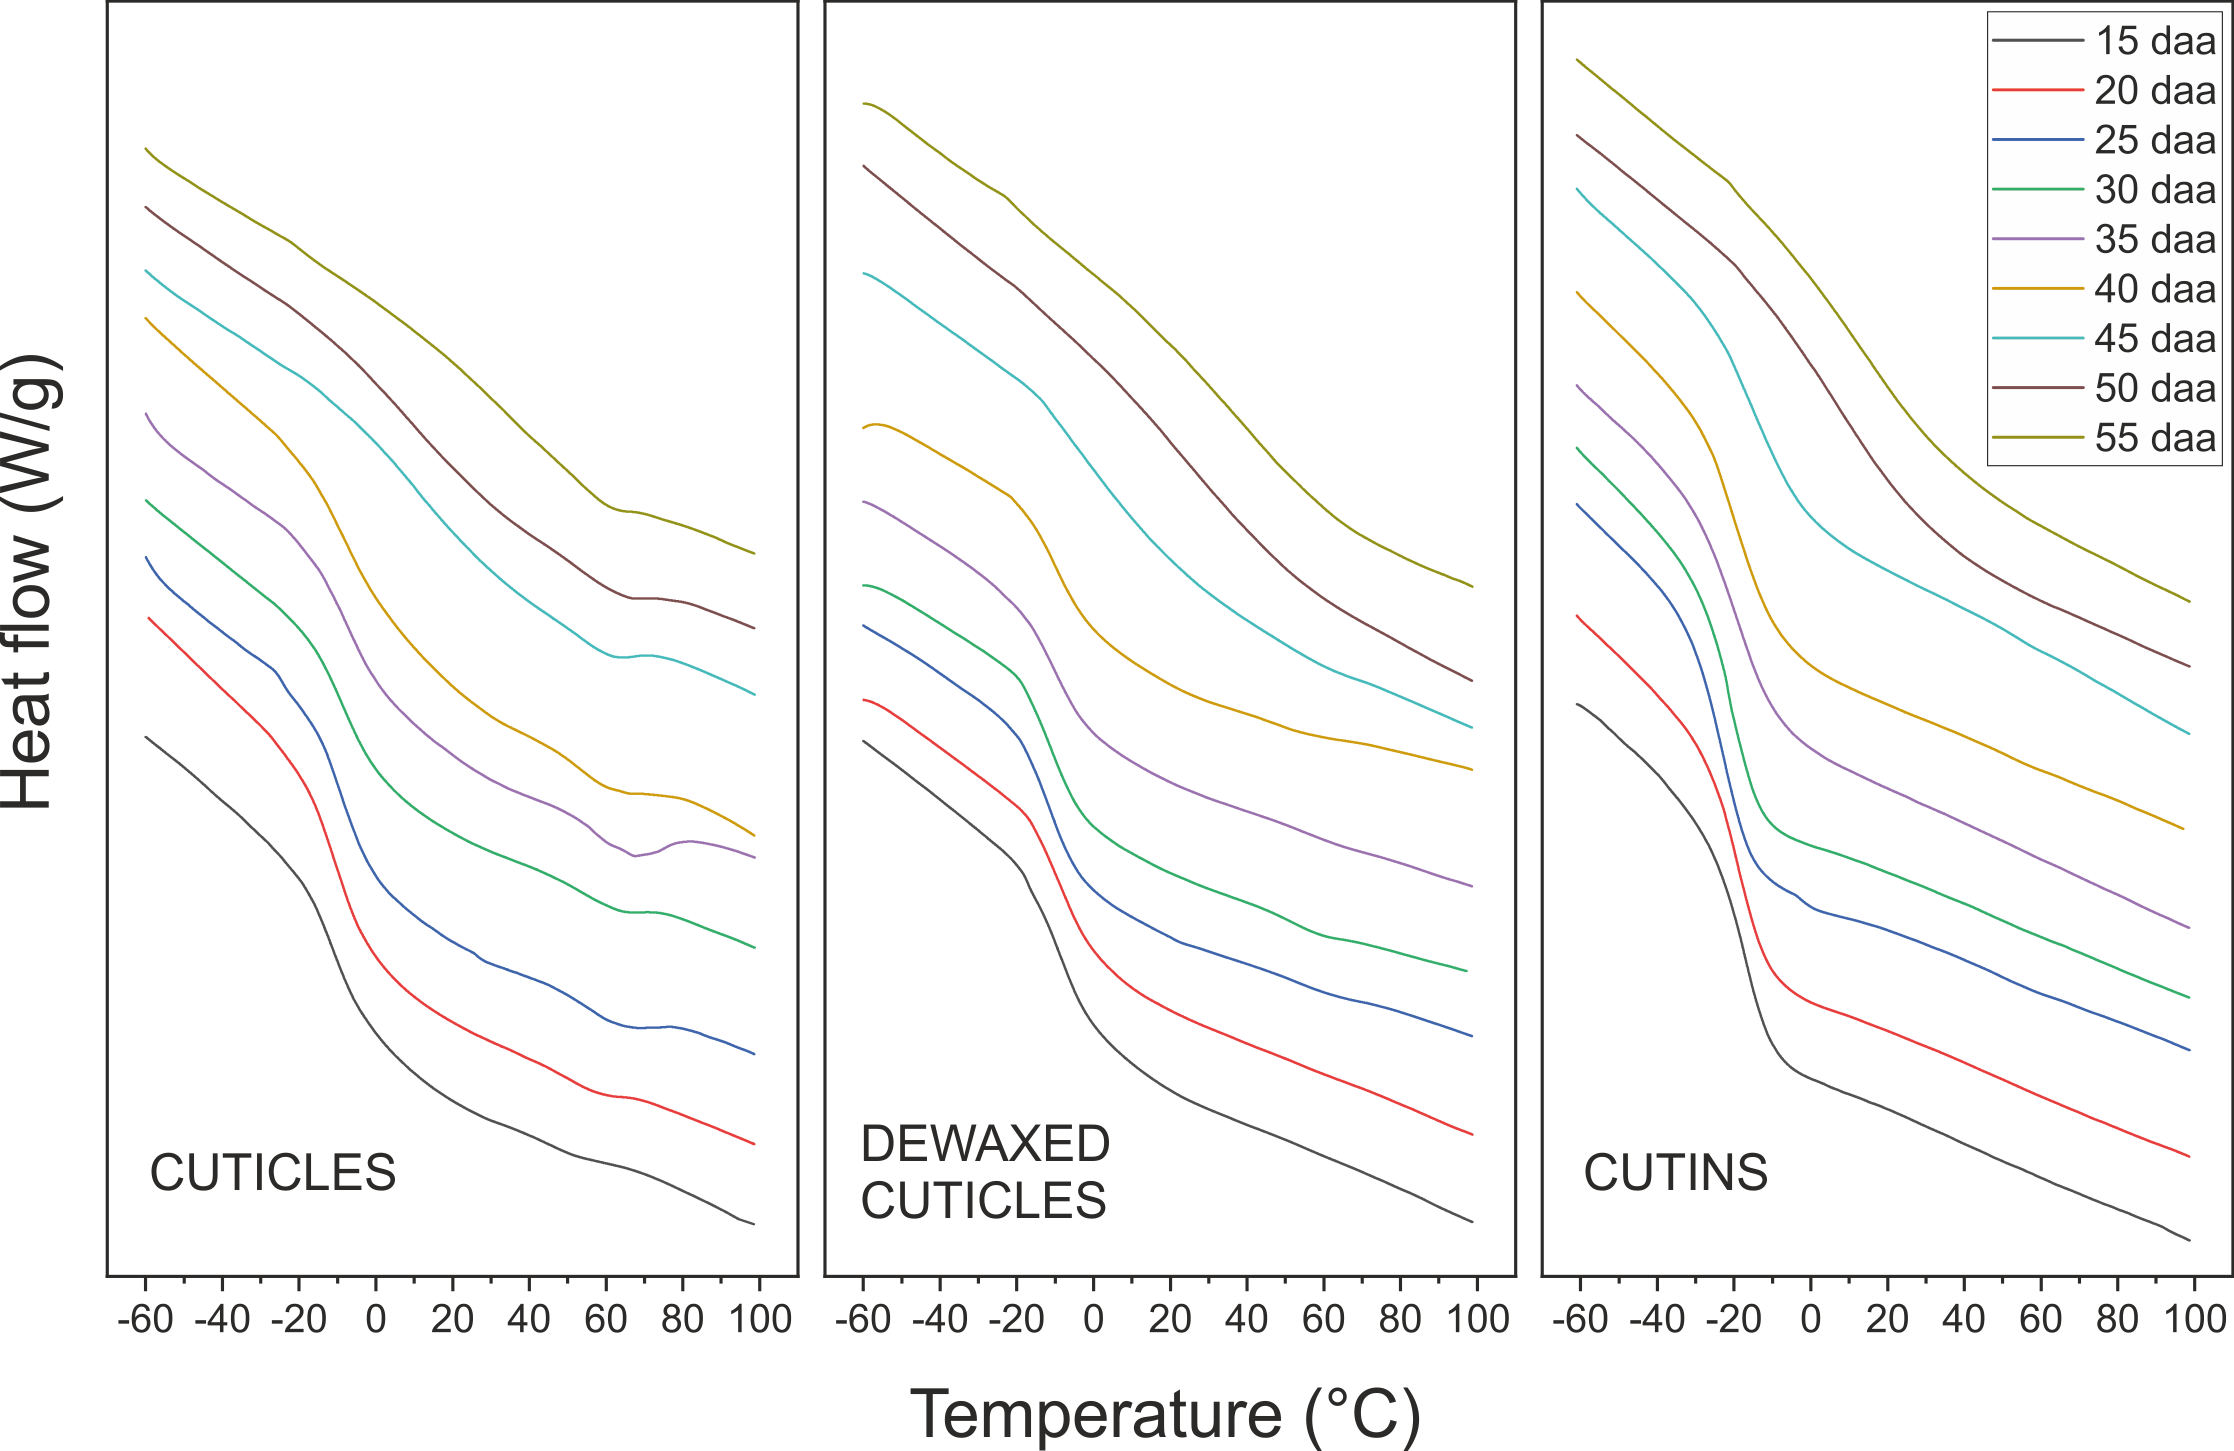 15 daa
20 daa
25 daa
30 daa
35 daa
40 daa
45 daa
50 daa
55 daa
Heat flow (W/g)
CUTICLES
DEWAXED
CUTICLES
CUTINS
-60 -40 -20 0 20 40 60 80 100
-60 -40 -20 0 20 40 60 80 100
-60 -40 -20 0 20 40 60 80 100
Temperature (°C)